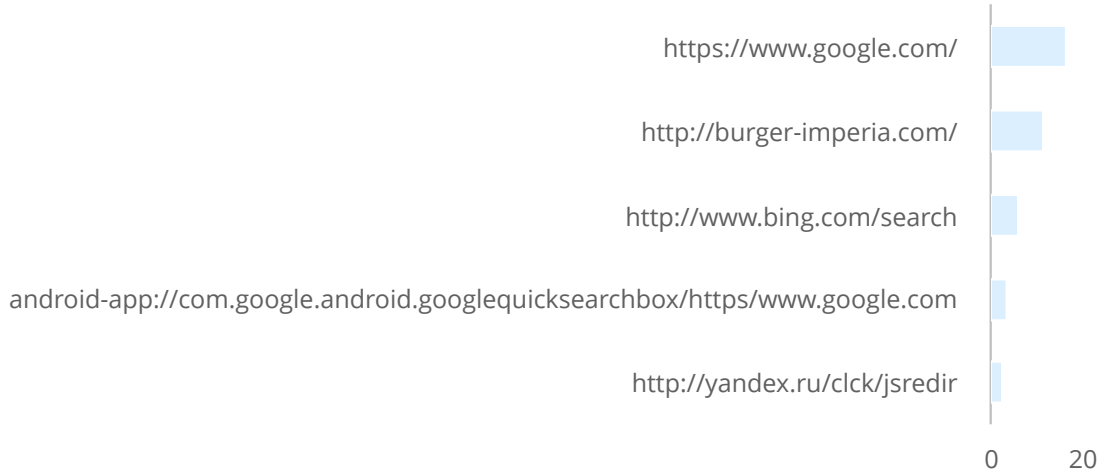 https://www.google.com/
http://burger-imperia.com/
http://www.bing.com/search
android-app://com.google.android.googlequicksearchbox/https/www.google.com
http://yandex.ru/clck/jsredir
0 20